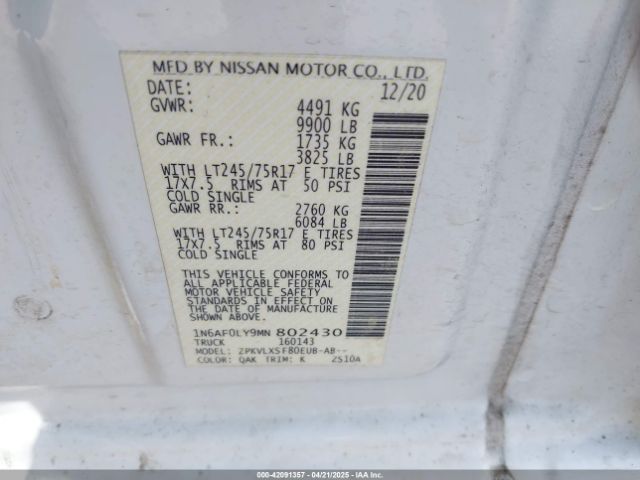 MFD. BY NISSAN MOTOR CO., LTD.
DATE: 12/20
GVWR: 4491 KG
9900 LB
GAWR FR.: 1735 KG
3825 LB
WITH LT245/75R17 E TIRES
17X7.5 RIMS AT 50 PSI
COLD SINGLE
GAWR RR.: 2760 KG
6084 LB
WITH LT245/75R17 E TIRES
17X7.5 RIMS AT 80 PSI
COLD SINGLE
THIS VEHICLE CONFORMS TO
ALL APPLICABLE FEDERAL
MOTOR VEHICLE SAFETY
STANDARDS IN EFFECT ON
THE DATE OF MANUFACTURE
SHOWN ABOVE
1N6AF0LY9MN 802430
TRUCK 160143
MODEL: ZPKVLXSF80EUB-AB--
COLOR: QAK TRIM: K 2S10A
000-42091357 - 04/21/2025 - IAAI.COM